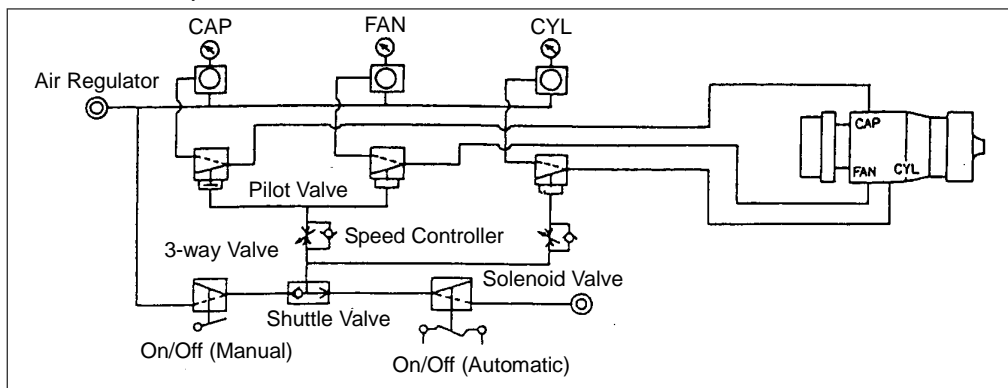 CAP FAN CYL
Air Regulator
CAP
FAN CYL
Pilot Valve
3-way Valve Speed Controller
Solenoid Valve
Shuttle Valve
On/Off (Manual)
On/Off (Automatic)